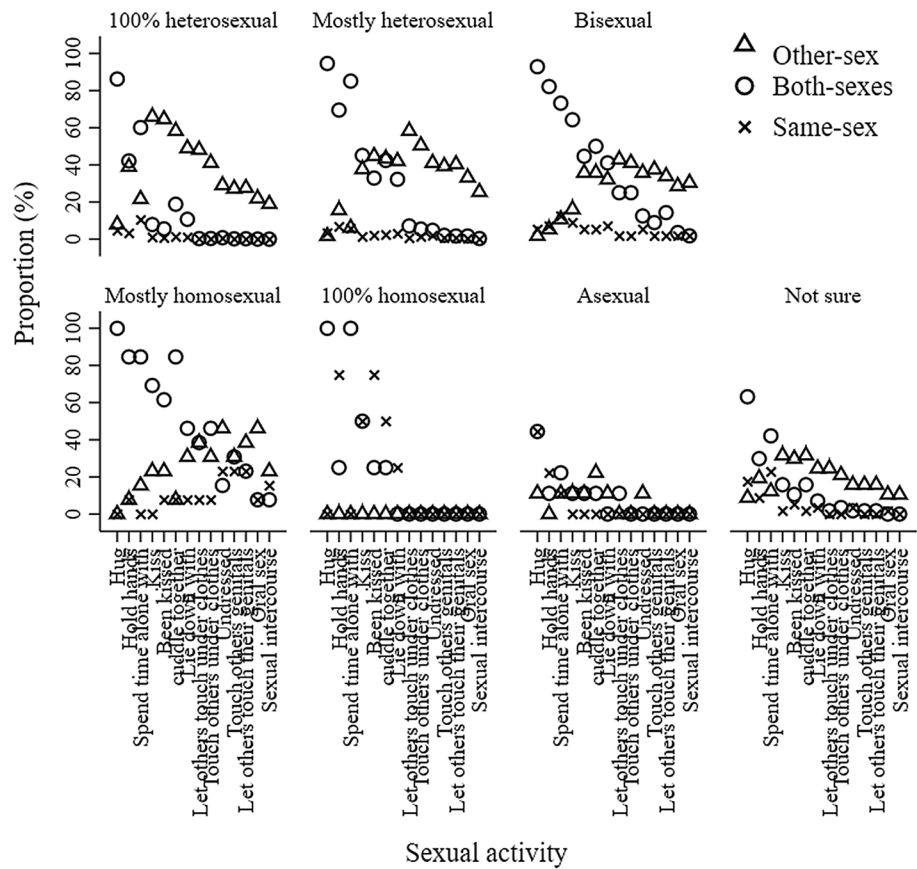 100% heterosexual
Mostly heterosexual
Bisexual
Other-sex
Both-sexes
Same-sex
Proportion (%)
0 20 40 60 80 100
Mostly homosexual
100% homosexual
Asexual
Not sure
0 20 40 60 80 100
Hug
Hold hands
Spend time alone with
Kiss
Been kissed
cuddle together
Lie down with
Let others touch under clothes
Touch others under clothes
Undressed
Touch others genitals
Let others touch their genitals
Oral sex
Sexual intercourse
Hug
Hold hands
Spend time alone with
Kiss
Been kissed
cuddle together
Lie down with
Let others touch under clothes
Touch others under clothes
Undressed
Touch others genitals
Let others touch their genitals
Oral sex
Sexual intercourse
Hug
Hold hands
Spend time alone with
Kiss
Been kissed
cuddle together
Lie down with
Let others touch under clothes
Touch others under clothes
Undressed
Touch others genitals
Let others touch their genitals
Oral sex
Sexual intercourse
Hug
Hold hands
Spend time alone with
Kiss
Been kissed
cuddle together
Lie down with
Let others touch under clothes
Touch others under clothes
Undressed
Touch others genitals
Let others touch their genitals
Oral sex
Sexual intercourse
Sexual activity